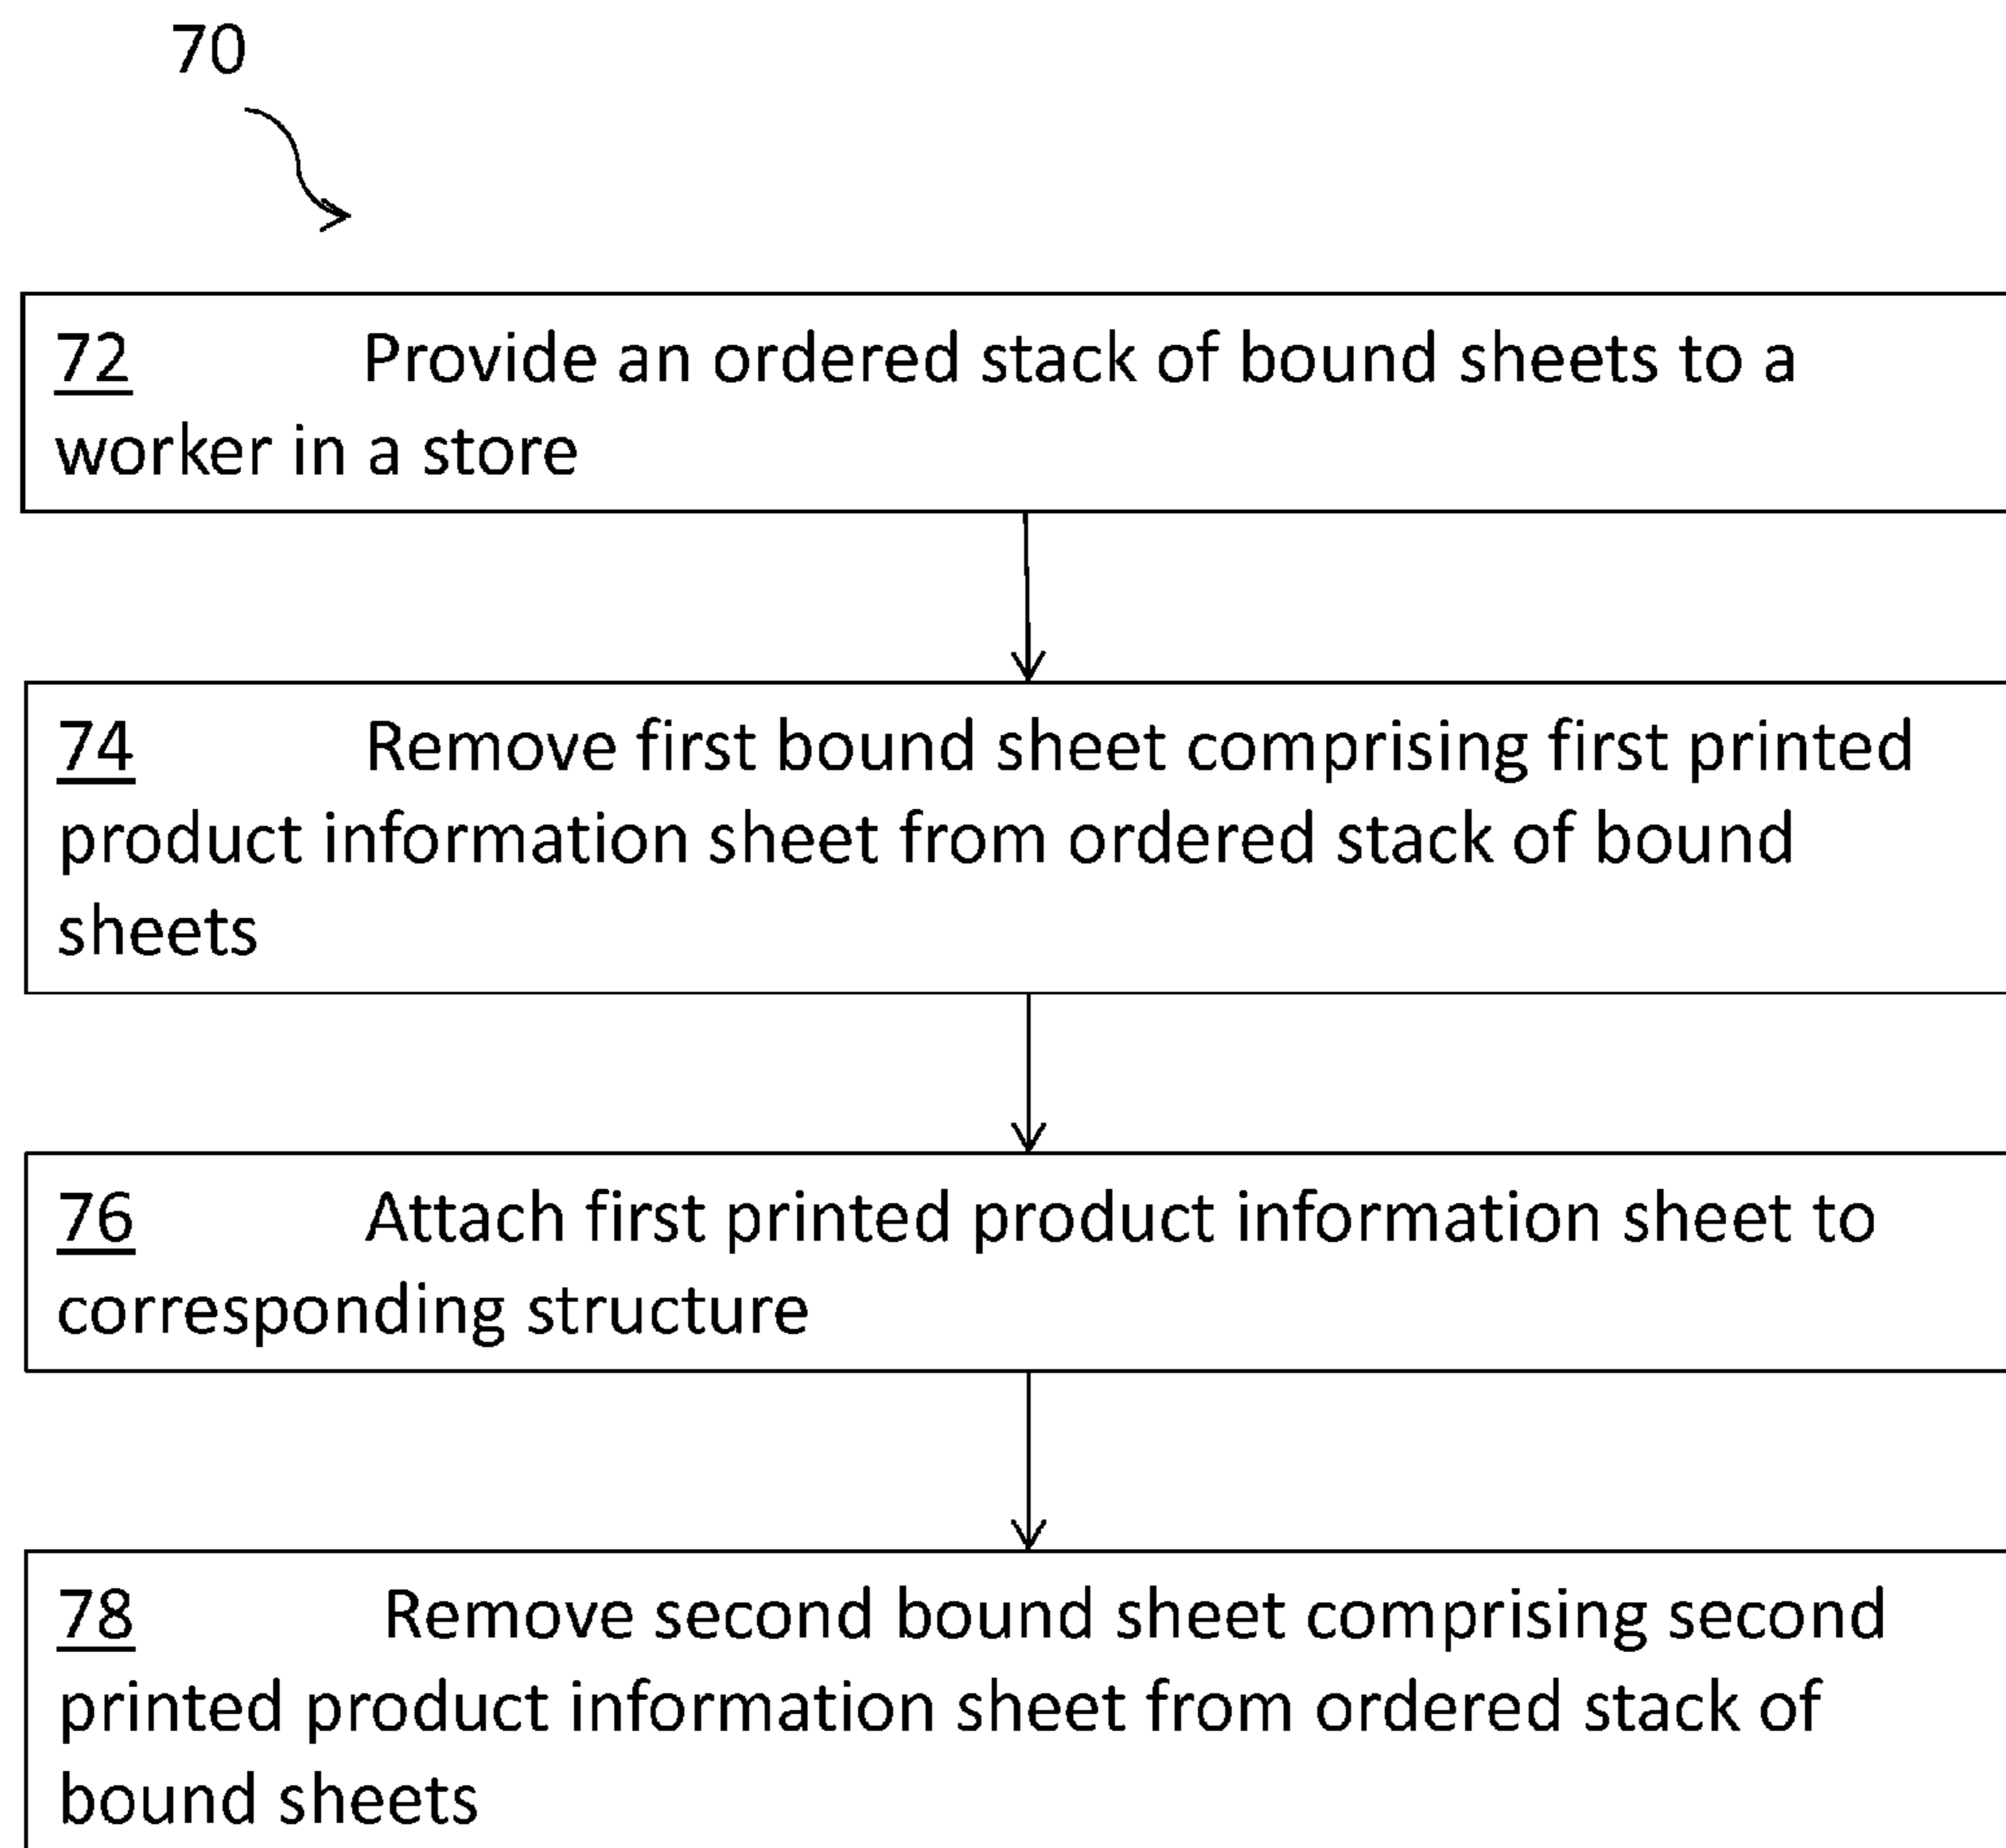 70
72 Provide an ordered stack of bound sheets to a
worker in a store
74 Remove first bound sheet comprising first printed
product information sheet from ordered stack of bound
sheets
76 Attach first printed product information sheet to
corresponding structure
78 Remove second bound sheet comprising second
printed product information sheet from ordered stack of
bound sheets